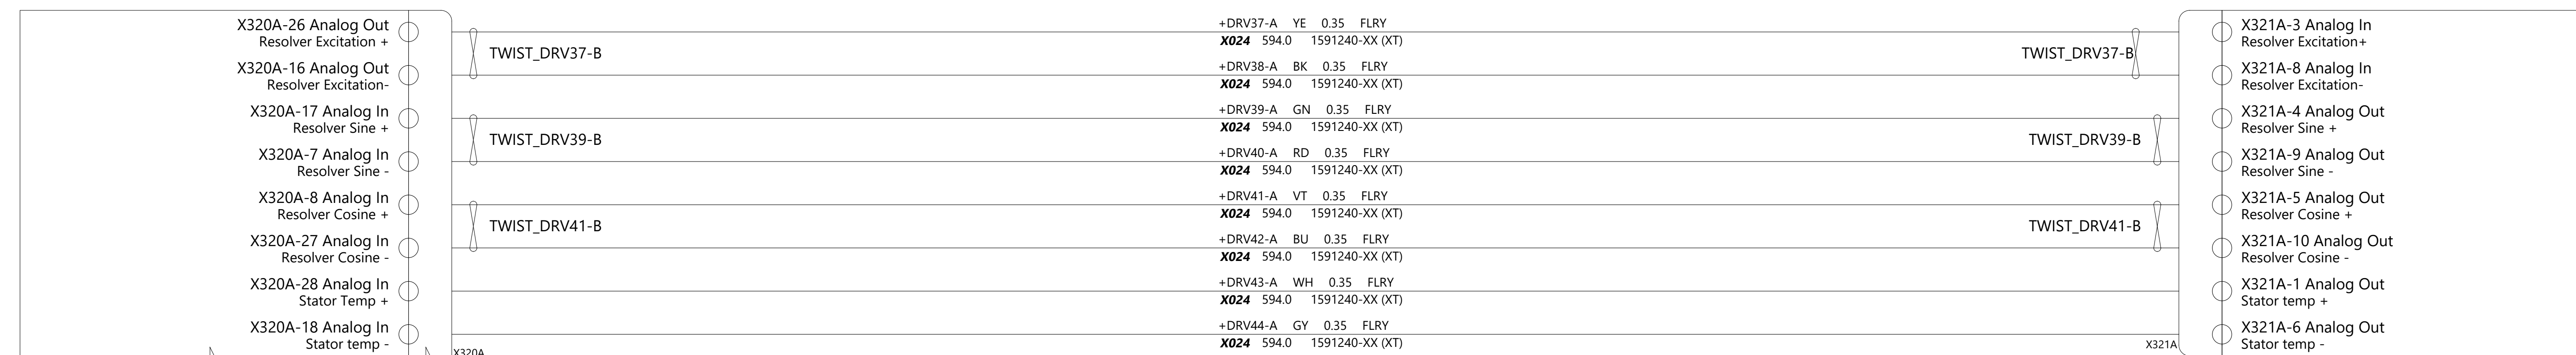 X320A-26 Analog Out
Resolver Excitation +
X320A-16 Analog Out
Resolver Excitation-
X320A-17 Analog In
Resolver Sine +
X320A-7 Analog In
Resolver Sine -
X320A-8 Analog In
Resolver Cosine +
X320A-27 Analog In
Resolver Cosine -
X320A-28 Analog In
Stator Temp +
X320A-18 Analog In
Stator temp -
X320A
TWIST_DRV37-B
TWIST_DRV39-B
TWIST_DRV41-B
+DRV37-A YE 0.35 FLRY
X024 594.0 1591240-XX (XT)
+DRV38-A BK 0.35 FLRY
X024 594.0 1591240-XX (XT)
+DRV39-A GN 0.35 FLRY
X024 594.0 1591240-XX (XT)
+DRV40-A RD 0.35 FLRY
X024 594.0 1591240-XX (XT)
+DRV41-A VT 0.35 FLRY
X024 594.0 1591240-XX (XT)
+DRV42-A BU 0.35 FLRY
X024 594.0 1591240-XX (XT)
+DRV43-A WH 0.35 FLRY
X024 594.0 1591240-XX (XT)
+DRV44-A GY 0.35 FLRY
X024 594.0 1591240-XX (XT)
TWIST_DRV37-B
TWIST_DRV39-B
TWIST_DRV41-B
X321A
X321A-3 Analog In
Resolver Excitation+
X321A-8 Analog In
Resolver Excitation-
X321A-4 Analog Out
Resolver Sine +
X321A-9 Analog Out
Resolver Sine -
X321A-5 Analog Out
Resolver Cosine +
X321A-10 Analog Out
Resolver Cosine -
X321A-1 Analog Out
Stator temp +
X321A-6 Analog Out
Stator temp -